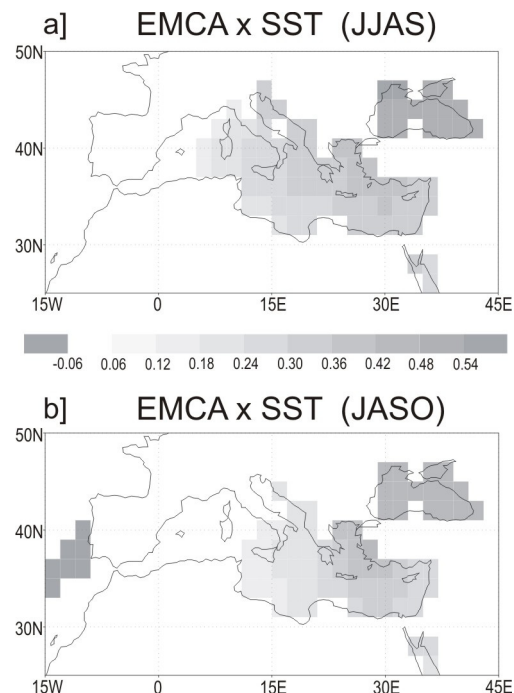 a] EMCA x SST (JJAS)
50N
40N
30N
15W 0 15E 30E 45E
-0.06 0.06 0.12 0.18 0.24 0.30 0.36 0.42 0.48 0.54
b] EMCA x SST (JASO)
50N
40N
30N
25N
15W 0 15E 30E 45E